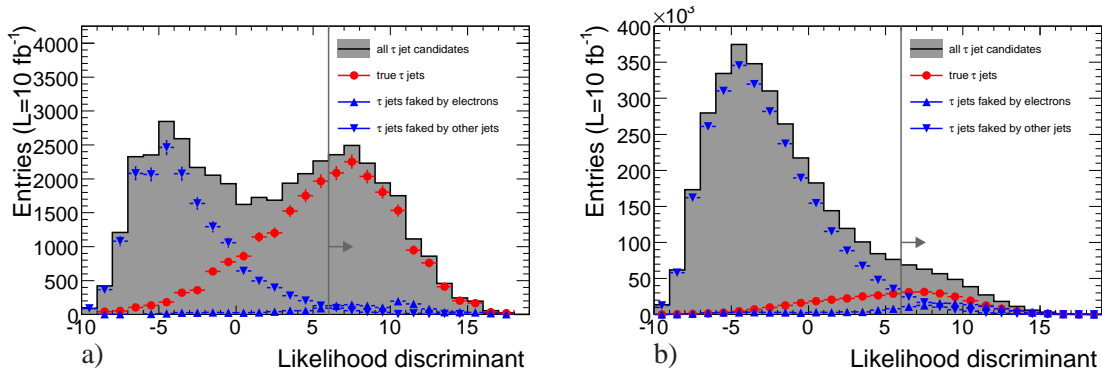 Entries (L=10 fb⁻¹)
4000
3500
3000
2500
2000
1500
1000
500
0
-10
-5
0
5
10
15
all τ jet candidates
true τ jets
τ jets faked by electrons
τ jets faked by other jets
a)
Likelihood discriminant
×10³
Entries (L=10 fb⁻¹)
400
350
300
250
200
150
100
50
0
-10
-5
0
5
10
15
all τ jet candidates
true τ jets
τ jets faked by electrons
τ jets faked by other jets
b)
Likelihood discriminant